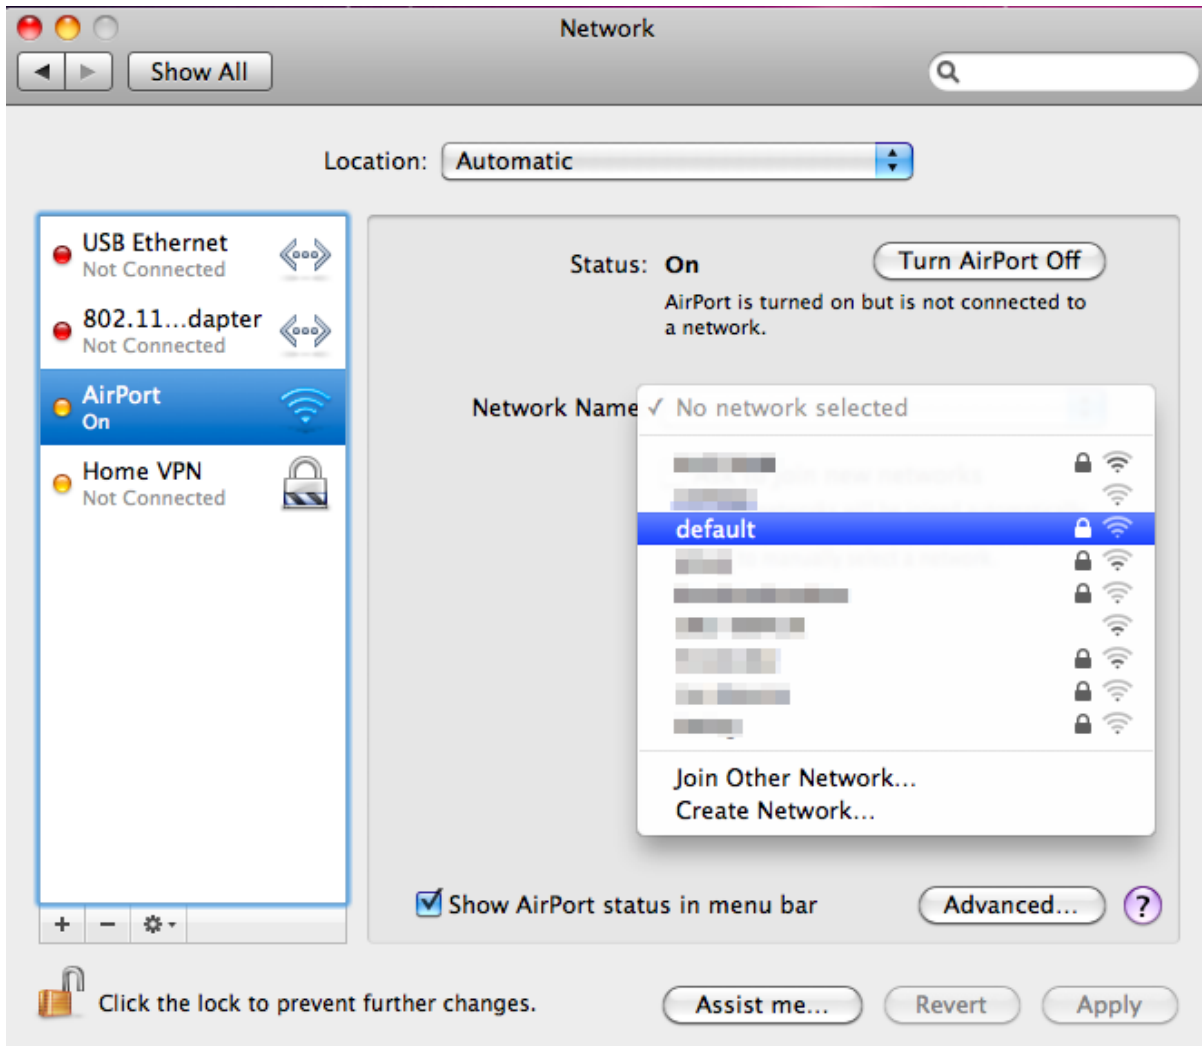 Network
Show All
Location: Automatic
USB Ethernet
Not Connected
802.11...dapter
Not Connected
AirPort
On
Home VPN
Not Connected
Status: On
Turn AirPort Off
AirPort is turned on but is not connected to
a network.
Network Name
✓ No network selected
default
Join Other Network...
Create Network...
Show AirPort status in menu bar
Advanced...
?
Click the lock to prevent further changes.
Assist me...
Revert
Apply